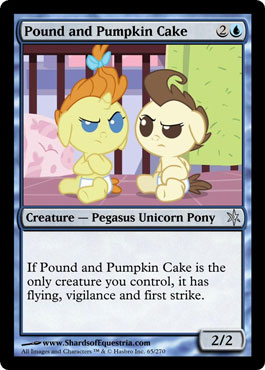 Pound and Pumpkin Cake 2
Creature — Pegasus Unicorn Pony
If Pound and Pumpkin Cake is the
only creature you control, it has
flying, vigilance and first strike.
www.ShardsofEquestria.com
All Images and Characters ™ & © Hasbro Inc. 65/270
2/2